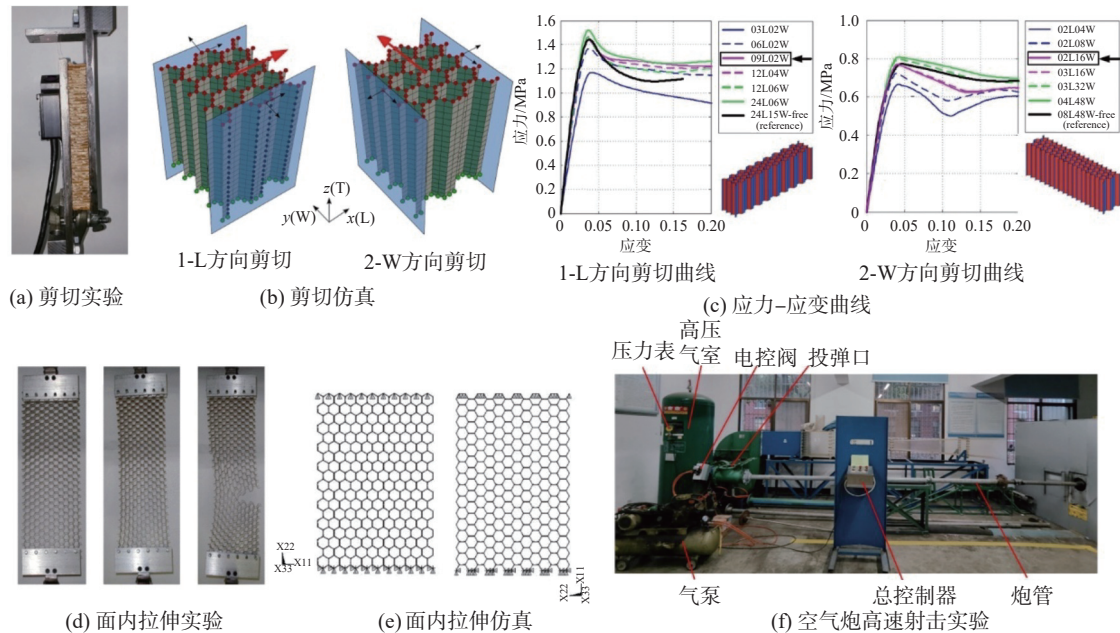 z(T)
y(W)
x(L)
1-L方向剪切
2-W方向剪切
(a) 剪切实验
(b) 剪切仿真
应力/MPa
1.6
1.4
1.2
1.0
0.8
0.6
0.4
0.2
0
0.05
0.10
0.15
0.20
应变
03L02W
06L02W
09L02W
12L04W
12L06W
24L06W
24L15W-free
(reference)
1-L方向剪切曲线
应力/MPa
1.0
0.8
0.6
0.4
0.2
0
0.05
0.10
0.15
0.20
应变
02L04W
02L08W
02L16W
03L16W
03L32W
04L48W
08L48W-free
(reference)
2-W方向剪切曲线
(c) 应力–应变曲线
(d) 面内拉伸实验
X22
X11
X33
X22
X11
X33
(e) 面内拉伸仿真
压力表
高压
气室
电控阀
投弹口
气泵
总控制器
炮管
(f) 空气炮高速射击实验